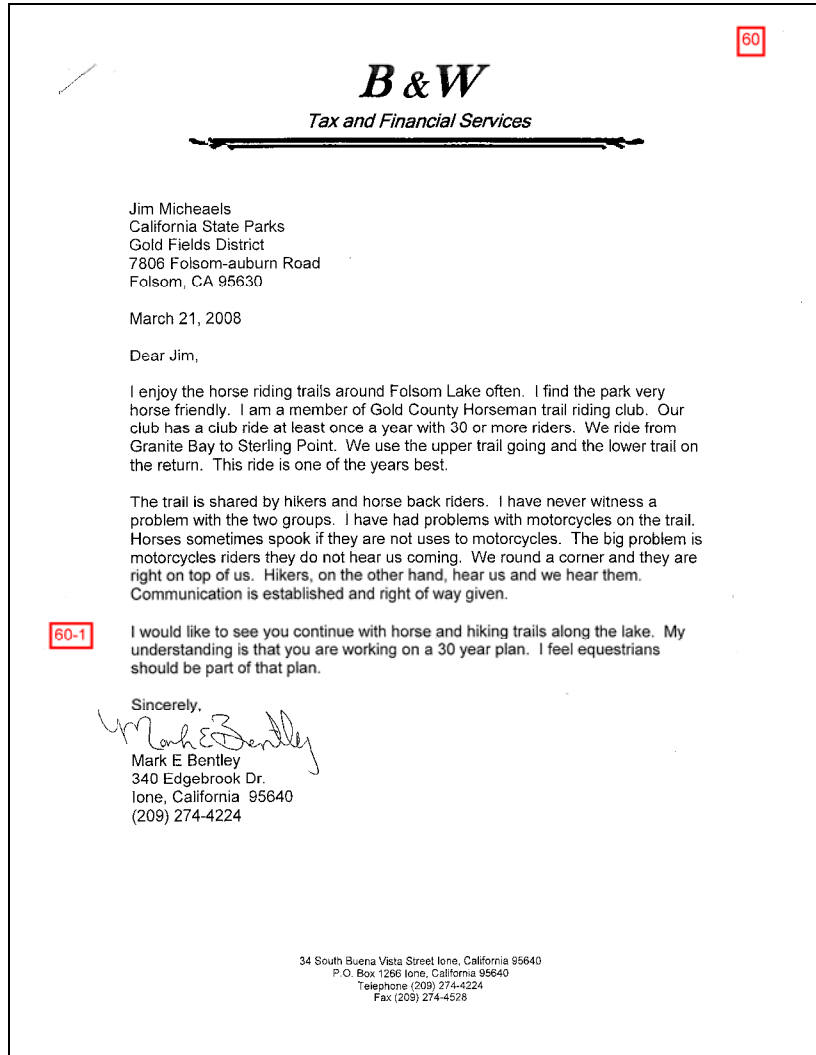 60
B & W
Tax and Financial Services
Jim Micheaels
California State Parks
Gold Fields District
7806 Folsom-auburn Road
Folsom, CA 95630
March 21, 2008
Dear Jim,
I enjoy the horse riding trails around Folsom Lake often. I find the park very
horse friendly. I am a member of Gold County Horseman trail riding club. Our
club has a club ride at least once a year with 30 or more riders. We ride from
Granite Bay to Sterling Point. We use the upper trail going and the lower trail on
the return. This ride is one of the years best.
The trail is shared by hikers and horse back riders. I have never witness a
problem with the two groups. I have had problems with motorcycles on the trail.
Horses sometimes spook if they are not uses to motorcycles. The big problem is
motorcycles riders they do not hear us coming. We round a corner and they are
right on top of us. Hikers, on the other hand, hear us and we hear them.
Communication is established and right of way given.
60-1
I would like to see you continue with horse and hiking trails along the lake. My
understanding is that you are working on a 30 year plan. I feel equestrians
should be part of that plan.
Sincerely,
Mark E Bentley
Mark E Bentley
340 Edgebrook Dr.
Ione, California 95640
(209) 274-4224
34 South Buena Vista Street Ione, California 95640
P.O. Box 1266 Ione, California 95640
Telephone (209) 274-4224
Fax (209) 274-4528